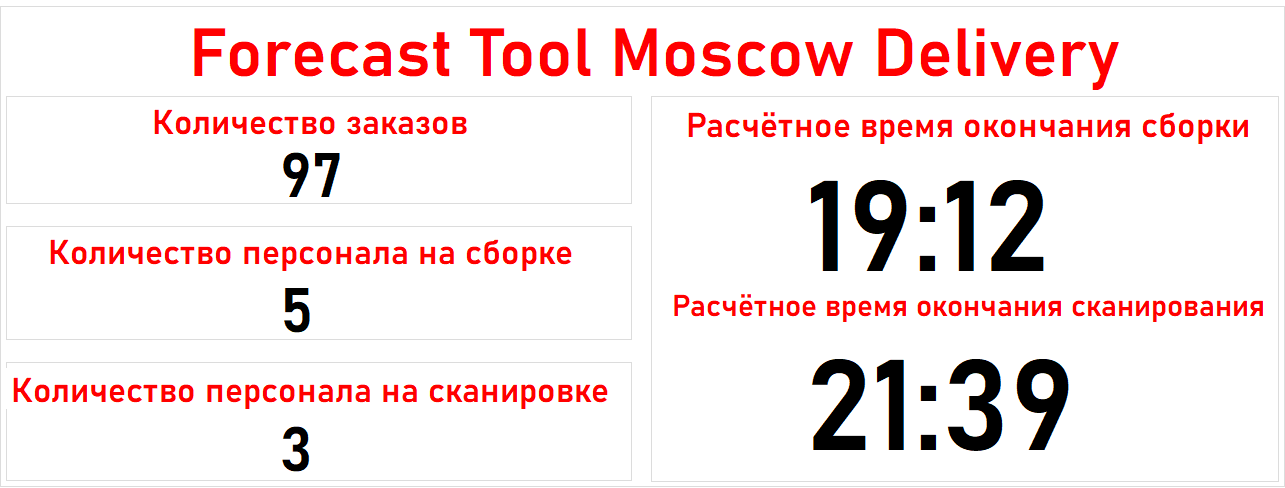 Forecast Tool Moscow Delivery
Количество заказов
97
Количество персонала на сборке
5
Количество персонала на сканировке
3
Расчётное время окончания сборки
19:12
Расчётное время окончания сканирования
21:39